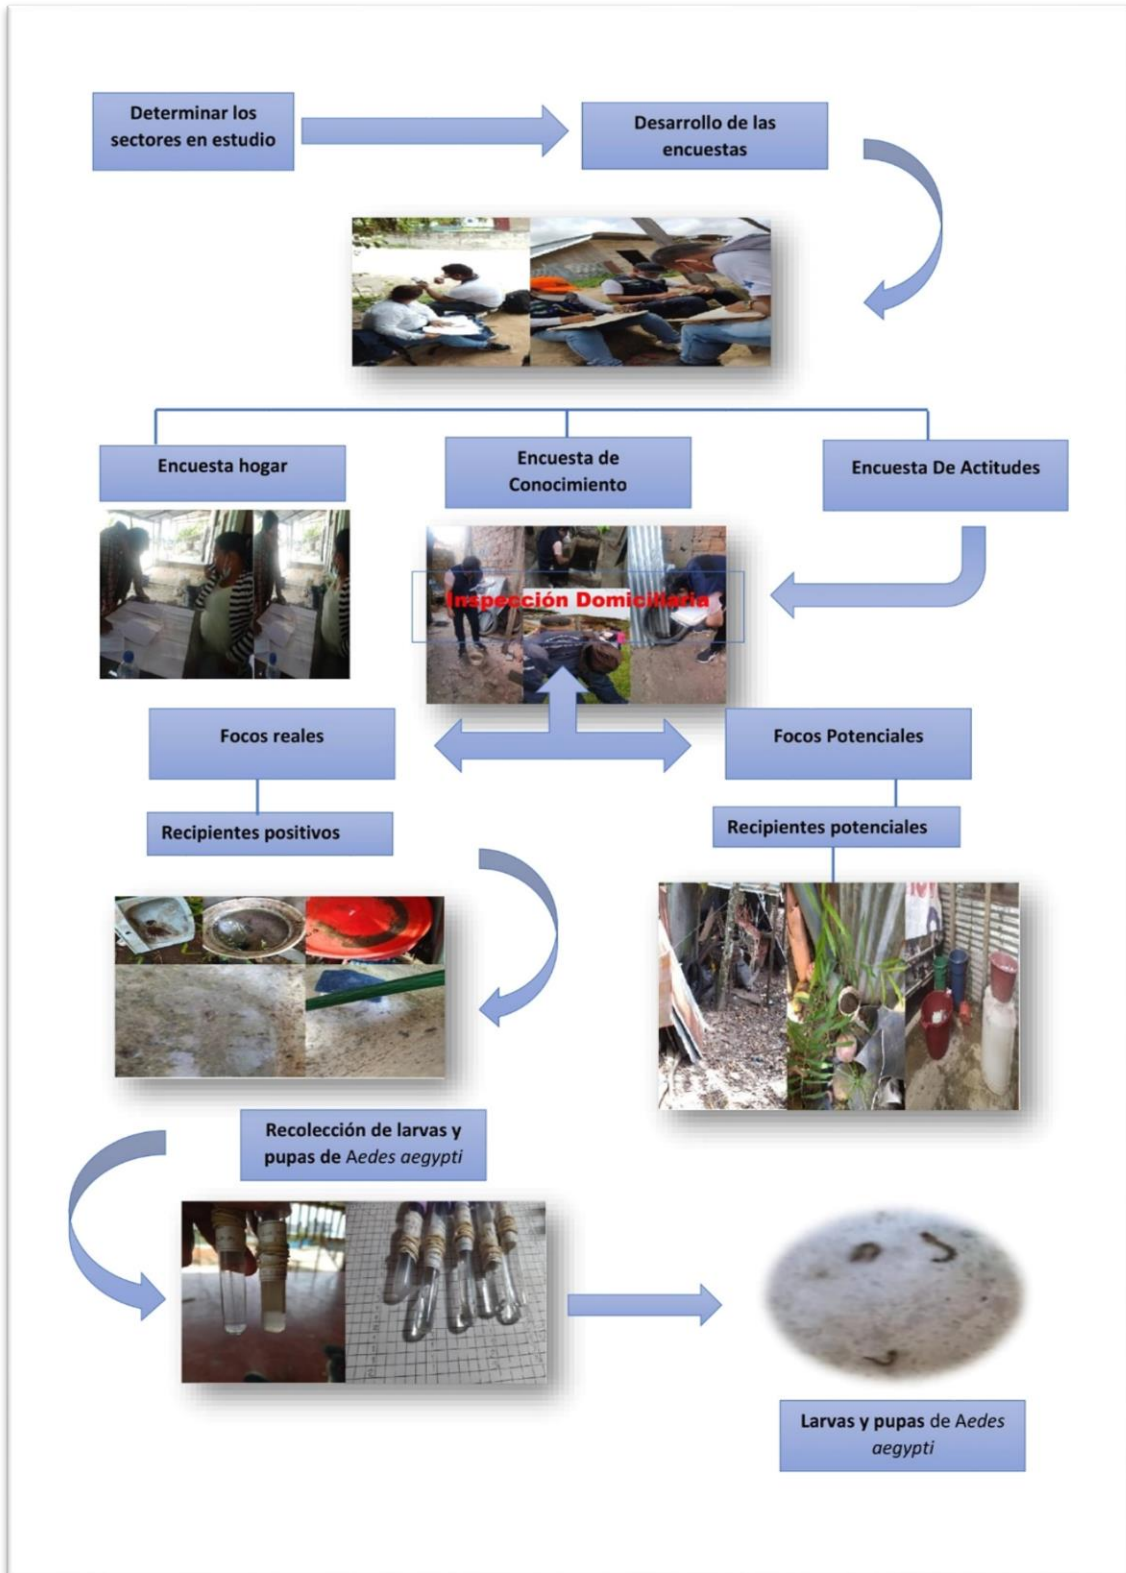 Determinar los
sectores en estudio
Desarrollo de las
encuestas
Encuesta hogar
Encuesta de
Conocimiento
Encuesta De Actitudes
Inspección Domiciliaria
Focos reales
Focos Potenciales
Recipientes positivos
Recipientes potenciales
Recolección de larvas y
pupas de Aedes aegypti
Larvas y pupas de Aedes
aegypti